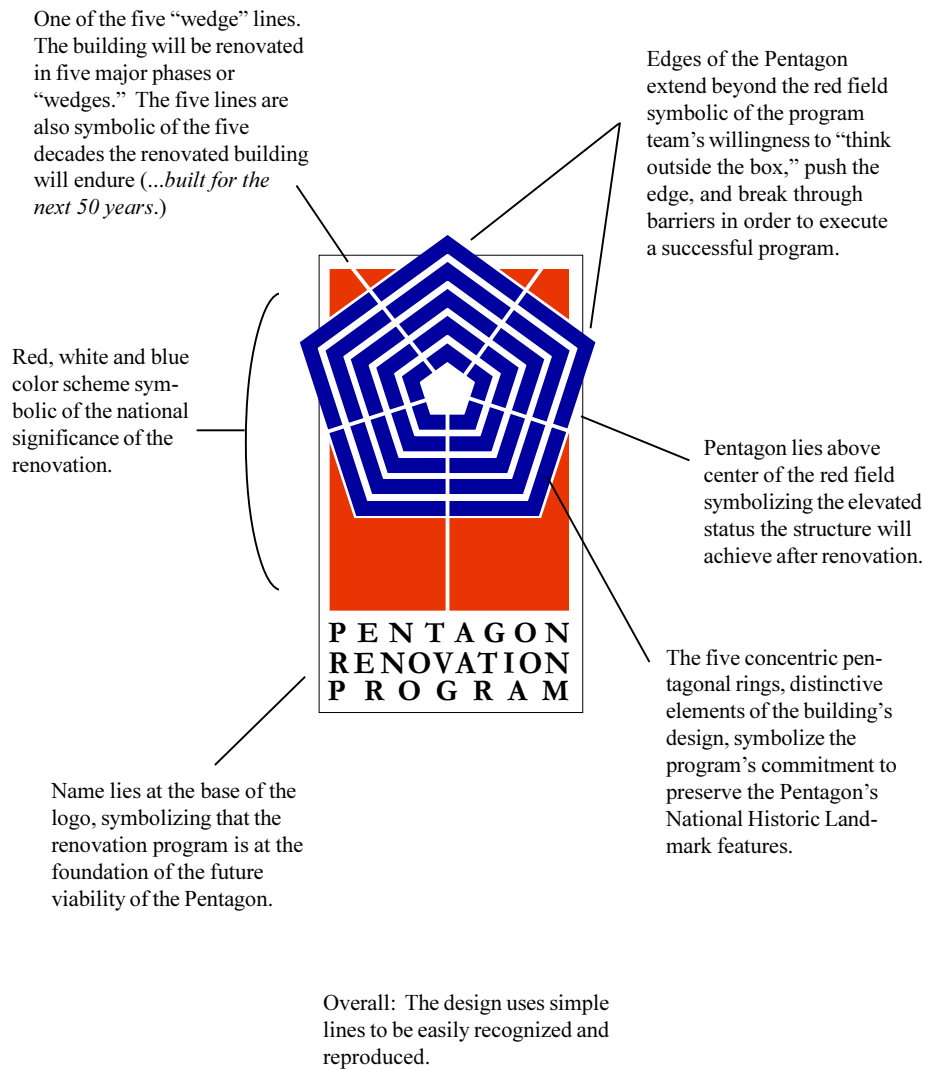 One of the five “wedge” lines.
The building will be renovated
in five major phases or
“wedges.”  The five lines are
also symbolic of the five
decades the renovated building
will endure (...built for the
next 50 years.)
Edges of the Pentagon
extend beyond the red field
symbolic of the program
team’s willingness to “think
outside the box,” push the
edge, and break through
barriers in order to execute
a successful program.
Red, white and blue
color scheme sym-
bolic of the national
significance of the
renovation.
Pentagon lies above
center of the red field
symbolizing the elevated
status the structure will
achieve after renovation.
PENTAGON
RENOVATION
PROGRAM
The five concentric pen-
tagonal rings, distinctive
elements of the building’s
design, symbolize the
program’s commitment to
preserve the Pentagon’s
National Historic Land-
mark features.
Name lies at the base of the
logo, symbolizing that the
renovation program is at the
foundation of the future
viability of the Pentagon.
Overall:  The design uses simple
lines to be easily recognized and
reproduced.